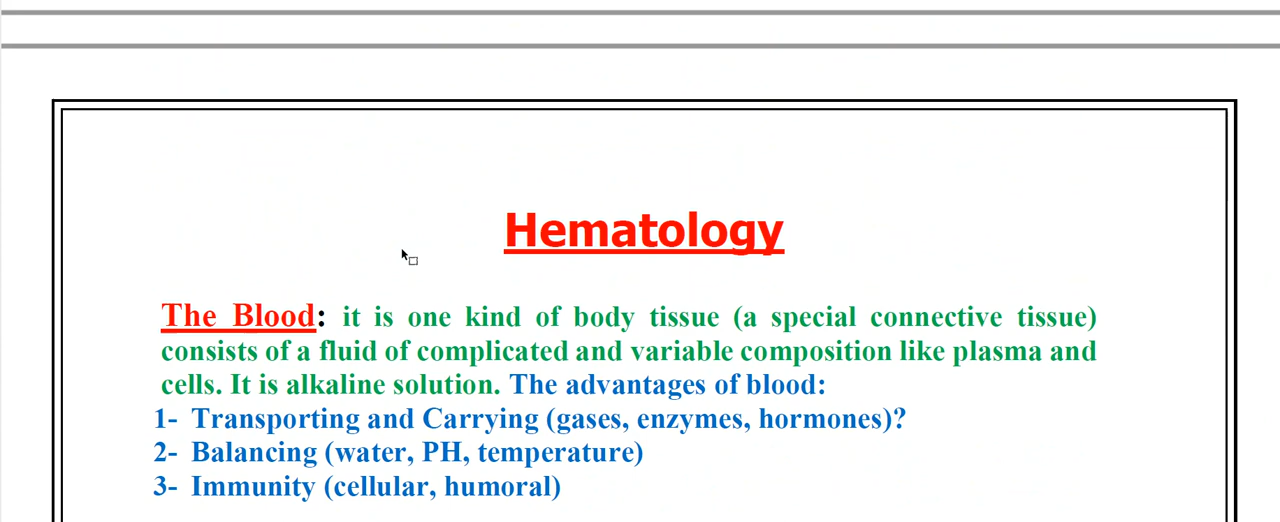 Hematology
The Blood: it is one kind of body tissue (a special connective tissue)
consists of a fluid of complicated and variable composition like plasma and
cells. It is alkaline solution. The advantages of blood:
1- Transporting and Carrying (gases, enzymes, hormones)?
2- Balancing (water, PH, temperature)
3- Immunity (cellular, humoral)